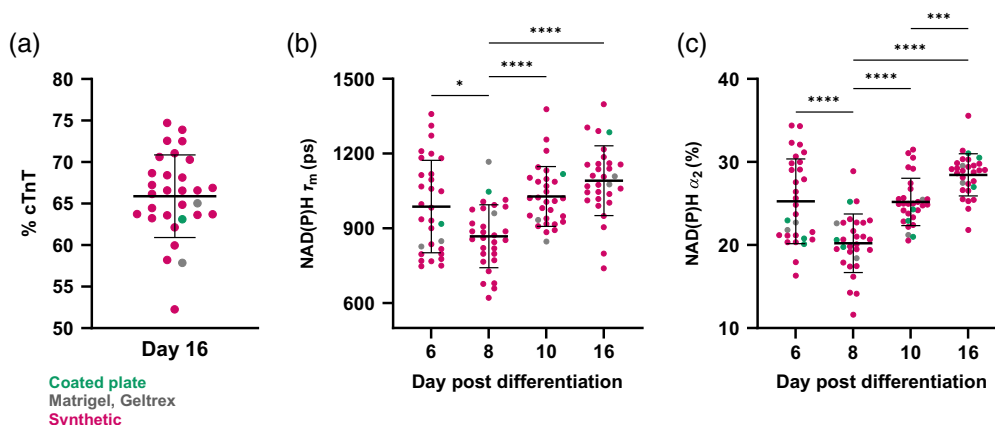 (a)
% cTnT
80
75
70
65
60
55
50
Day 16
Coated plate
Matrigel, Geltrex
Synthetic
(b)
NAD(P)H τm (ps)
1500
1200
900
600
*
****
****
6 8 10 16
Day post differentiation
(c)
NAD(P)H α2 (%)
40
30
20
10
****
****
****
***
6 8 10 16
Day post differentiation